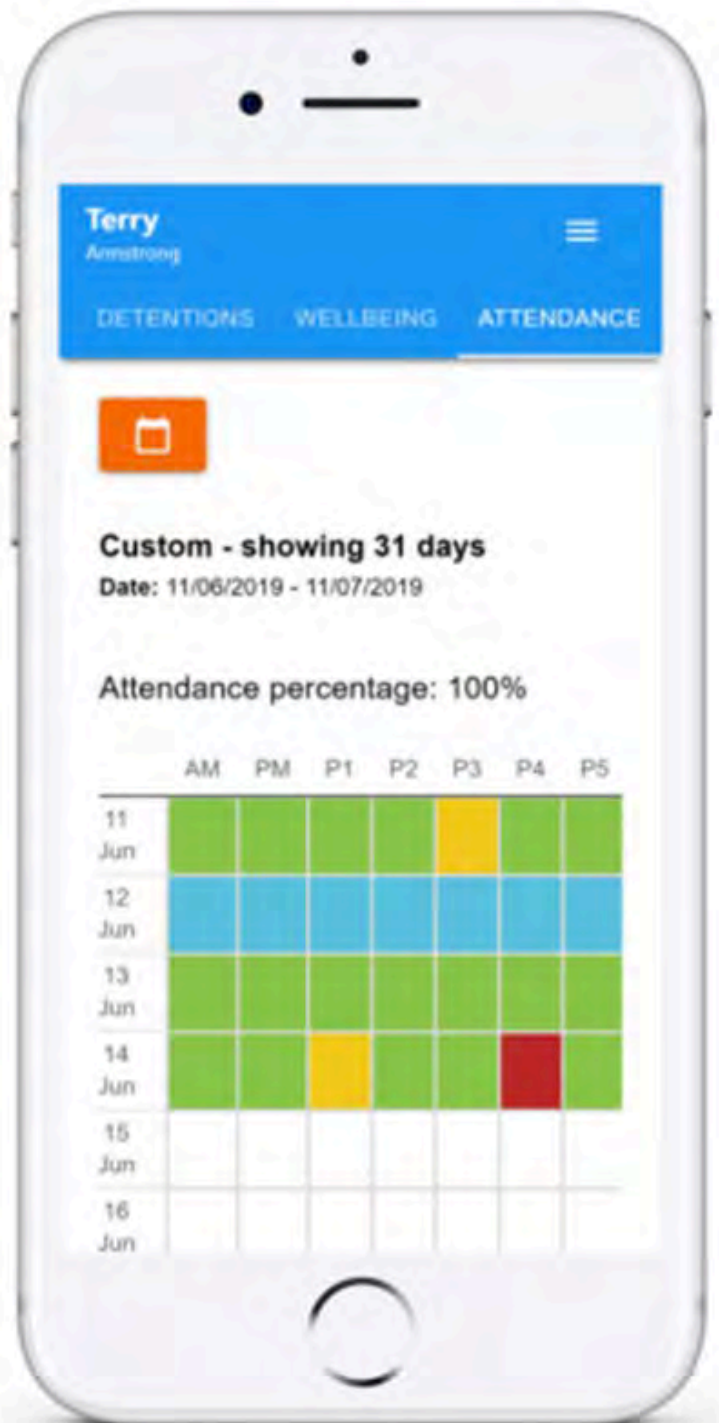 Terry
Armstrong
DETENTIONS WELLBEING ATTENDANCE
Custom - showing 31 days
Date: 11/06/2019 - 11/07/2019
Attendance percentage: 100%
AM PM P1 P2 P3 P4 P5
11
Jun
12
Jun
13
Jun
14
Jun
15
Jun
16
Jun